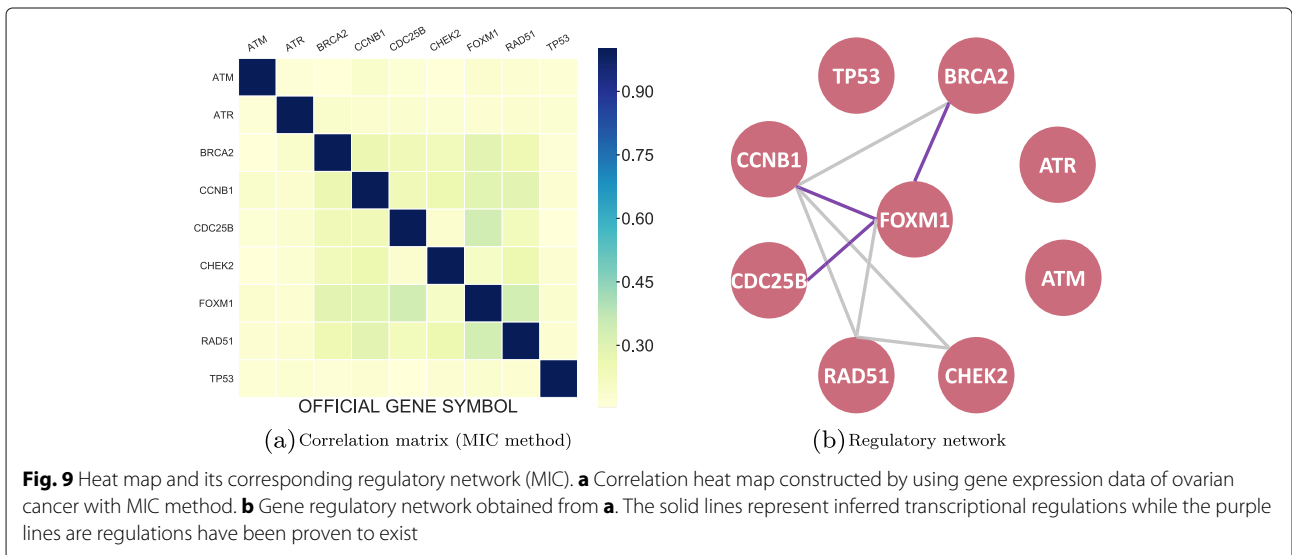 ATM ATR BRCA2 CCNB1 CDC25B CHEK2 FOXM1 RAD51 TP53
ATM
ATR
BRCA2
CCNB1
CDC25B
CHEK2
FOXM1
RAD51
TP53
OFFICIAL GENE SYMBOL
0.90
0.75
0.60
0.45
0.30
(a) Correlation matrix (MIC method)
TP53
BRCA2
CCNB1
ATR
FOXM1
CDC25B
ATM
RAD51
CHEK2
(b) Regulatory network
Fig. 9 Heat map and its corresponding regulatory network (MIC). a Correlation heat map constructed by using gene expression data of ovarian
cancer with MIC method. b Gene regulatory network obtained from a. The solid lines represent inferred transcriptional regulations while the purple
lines are regulations have been proven to exist